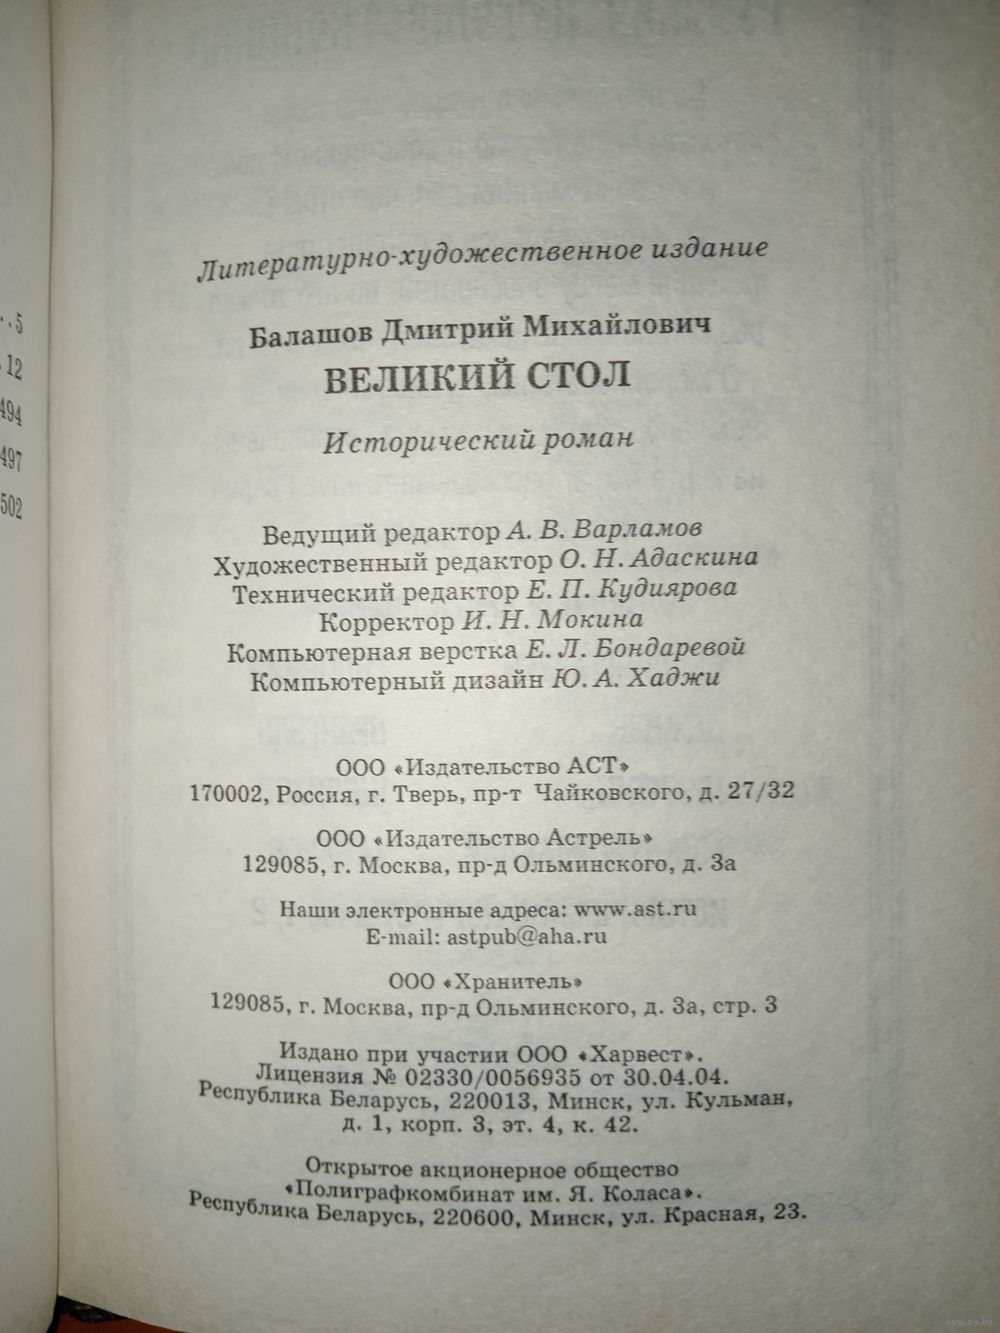 5
12
494
497
502
Литературно-художественное издание
Балашов Дмитрий Михайлович
ВЕЛИКИЙ СТОЛ
Исторический роман
Ведущий редактор А. В. Варламов
Художественный редактор О. Н. Адаскина
Технический редактор Е. П. Кудиярова
Корректор И. Н. Мокина
Компьютерная верстка Е. Л. Бондаревой
Компьютерный дизайн Ю. А. Хаджи
ООО «Издательство АСТ»
170002, Россия, г. Тверь, пр-т Чайковского, д. 27/32
ООО «Издательство Астрель»
129085, г. Москва, пр-д Ольминского, д. 3а
Наши электронные адреса: www.ast.ru
E-mail: astpub@aha.ru
ООО «Хранитель»
129085, г. Москва, пр-д Ольминского, д. 3а, стр. 3
Издано при участии ООО «Харвест».
Лицензия № 02330/0056935 от 30.04.04.
Республика Беларусь, 220013, Минск, ул. Кульман,
д. 1, корп. 3, эт. 4, к. 42.
Открытое акционерное общество
«Полиграфкомбинат им. Я. Коласа».
Республика Беларусь, 220600, Минск, ул. Красная, 23.
www.ay.by